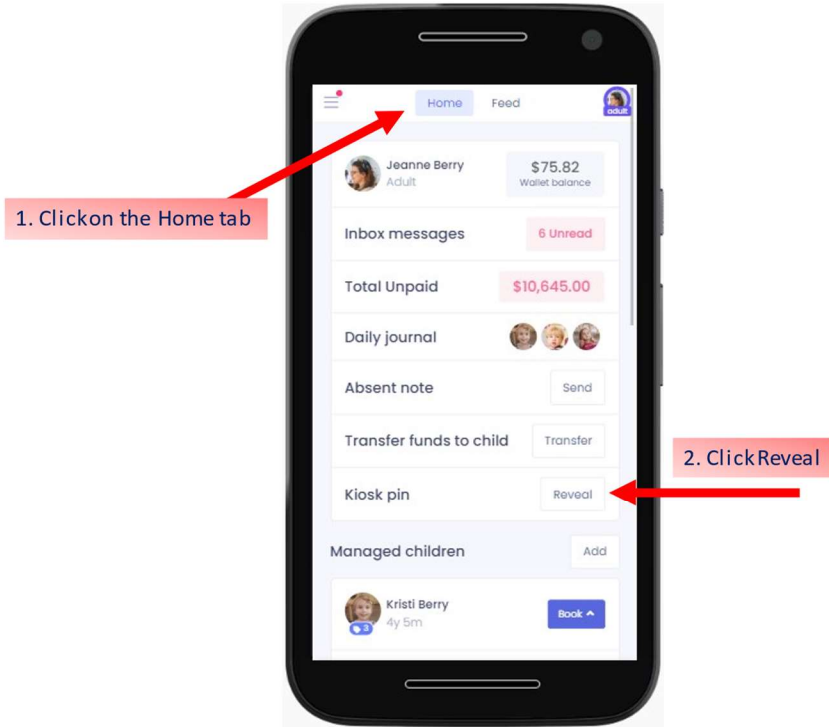 Home Feed
adult
Jeanne Berry
Adult
$75.82
Wallet balance
1. Clickon the Home tab
Inbox messages 6 Unread
Total Unpaid $10,645.00
Daily journal
Absent note Send
Transfer funds to child Transfer
2. ClickReveal
Kiosk pin Reveal
Managed children Add
Kristi Berry
4y 5m
3
Book